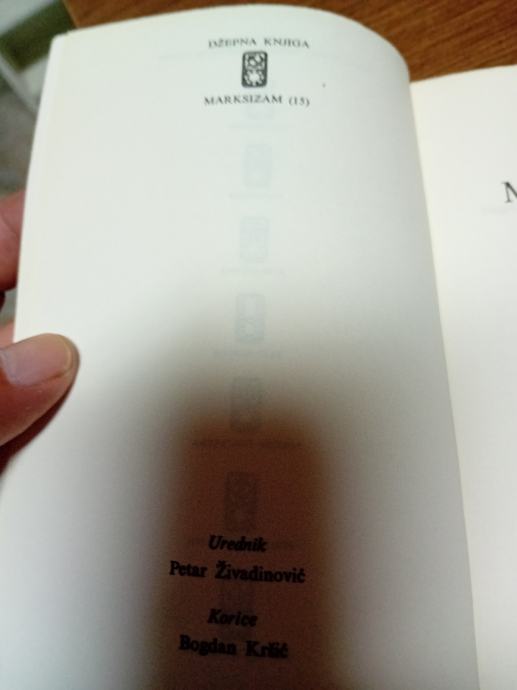 DŽEPNA KNJIGA
MARKSIZAM (15)
Urednik
Petar Živadinović
Korice
Bogdan Kršić